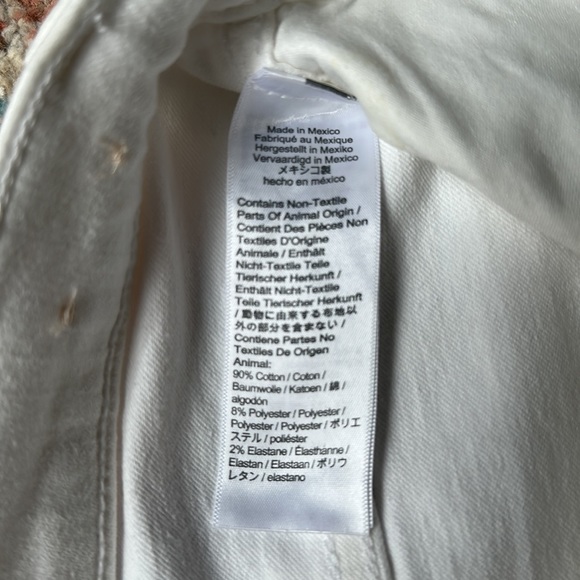 Made in Mexico
Fabriqué au Mexique
Hergestellt in Mexiko
Vervaardigd in Mexico
メキシコ製
hecho en méxico
Contains Non-Textile
Parts Of Animal Origin /
Contient Des Pièces Non
Textiles D'Origine
Animale / Enthält
Nicht-Textile Teile
Tierischer Herkunft /
Enthält Nicht-Textile
Teile Tierischer Herkunft
/ 動物に由来する布地以
外の部分を含まない /
Contiene Partes No
Textiles De Origen
Animal:
90% Cotton / Coton /
Baumwolle / Katoen / 綿 /
algodón
8% Polyester / Polyester /
Polyester / Polyester / ポリエ
ステル / poliéster
2% Elastane / Élasthanne /
Elastan / Elastaan / ポリウ
レタン / elastano